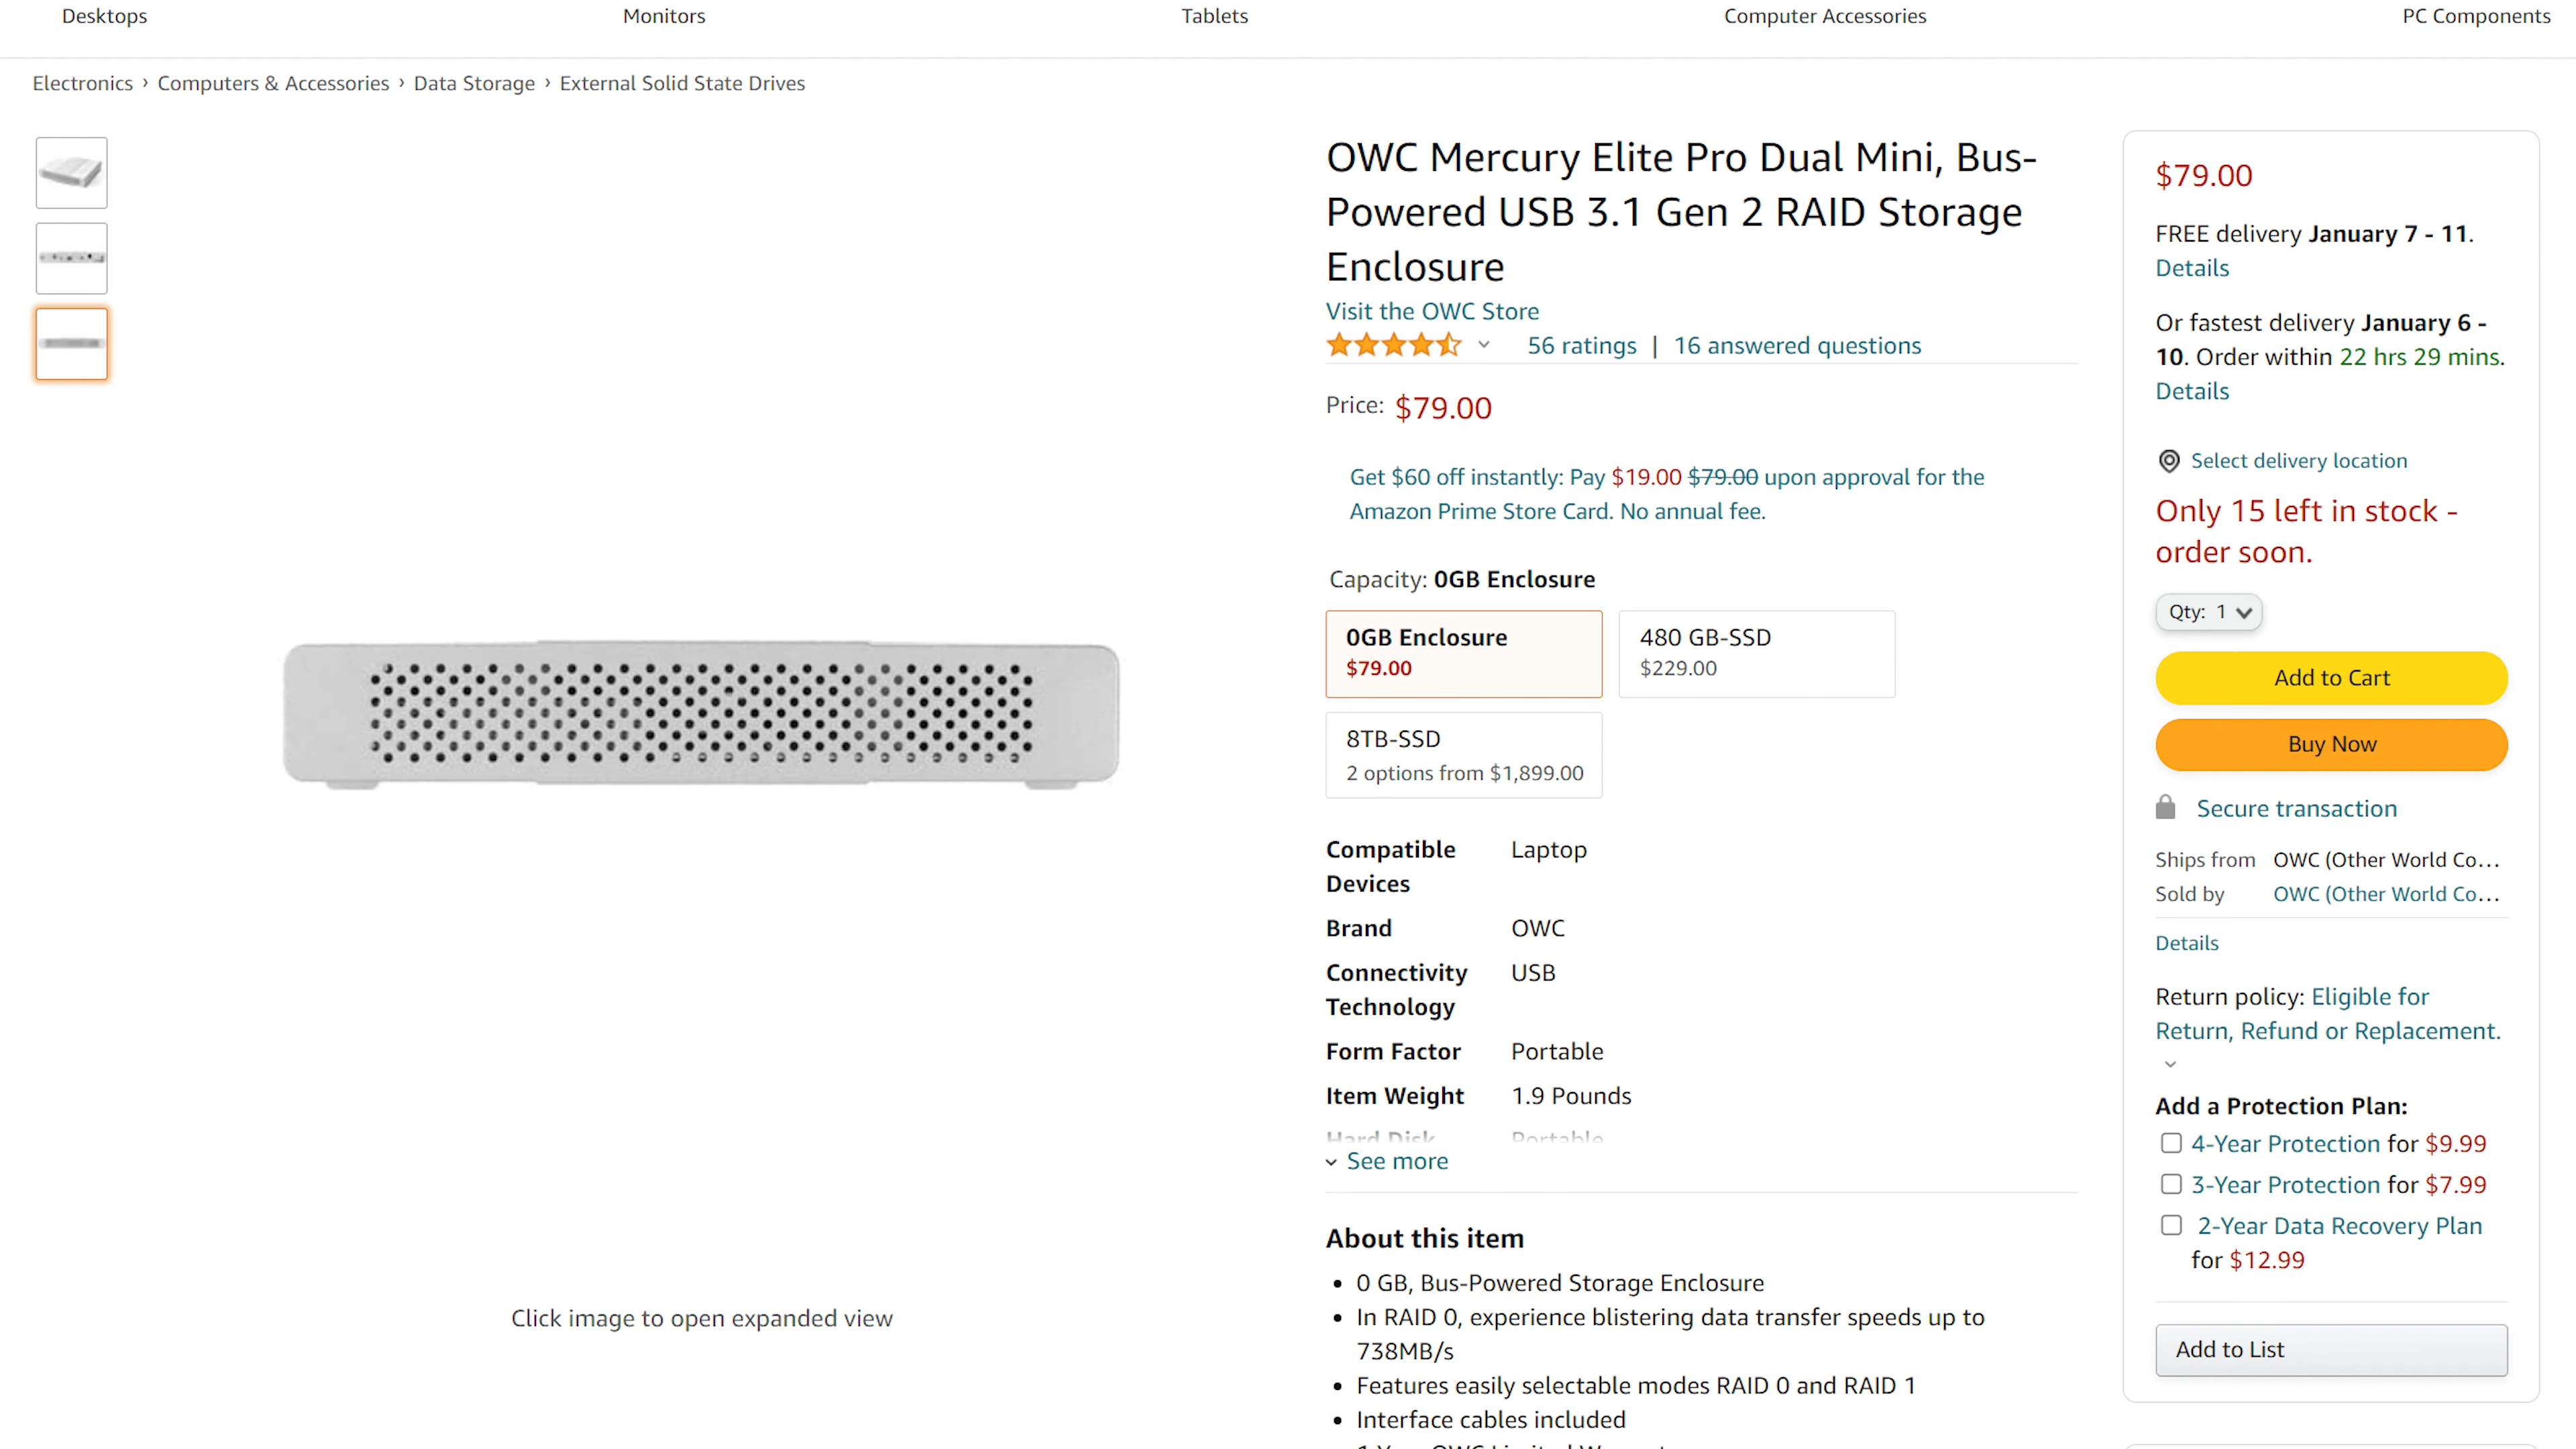 Desktops
Monitors
Tablets
Computer Accessories
PC Components
Electronics › Computers & Accessories › Data Storage › External Solid State Drives
OWC Mercury Elite Pro Dual Mini, Bus-
Powered USB 3.1 Gen 2 RAID Storage
Enclosure
Visit the OWC Store
56 ratings | 16 answered questions
Price: $79.00
Get $60 off instantly: Pay $19.00 $79.00 upon approval for the
Amazon Prime Store Card. No annual fee.
Capacity: 0GB Enclosure
0GB Enclosure
$79.00
480 GB-SSD
$229.00
8TB-SSD
2 options from $1,899.00
Compatible Laptop
Devices
Brand OWC
Connectivity USB
Technology
Form Factor Portable
Item Weight 1.9 Pounds
Hard Disk Portable
See more
About this item
• 0 GB, Bus-Powered Storage Enclosure
• In RAID 0, experience blistering data transfer speeds up to
738MB/s
• Features easily selectable modes RAID 0 and RAID 1
• Interface cables included
Click image to open expanded view
$79.00
FREE delivery January 7 - 11.
Details
Or fastest delivery January 6 -
10. Order within 22 hrs 29 mins.
Details
Select delivery location
Only 15 left in stock -
order soon.
Qty: 1
Add to Cart
Buy Now
Secure transaction
Ships from OWC (Other World Co...
Sold by OWC (Other World Co...
Details
Return policy: Eligible for
Return, Refund or Replacement.
Add a Protection Plan:
4-Year Protection for $9.99
3-Year Protection for $7.99
2-Year Data Recovery Plan
for $12.99
Add to List